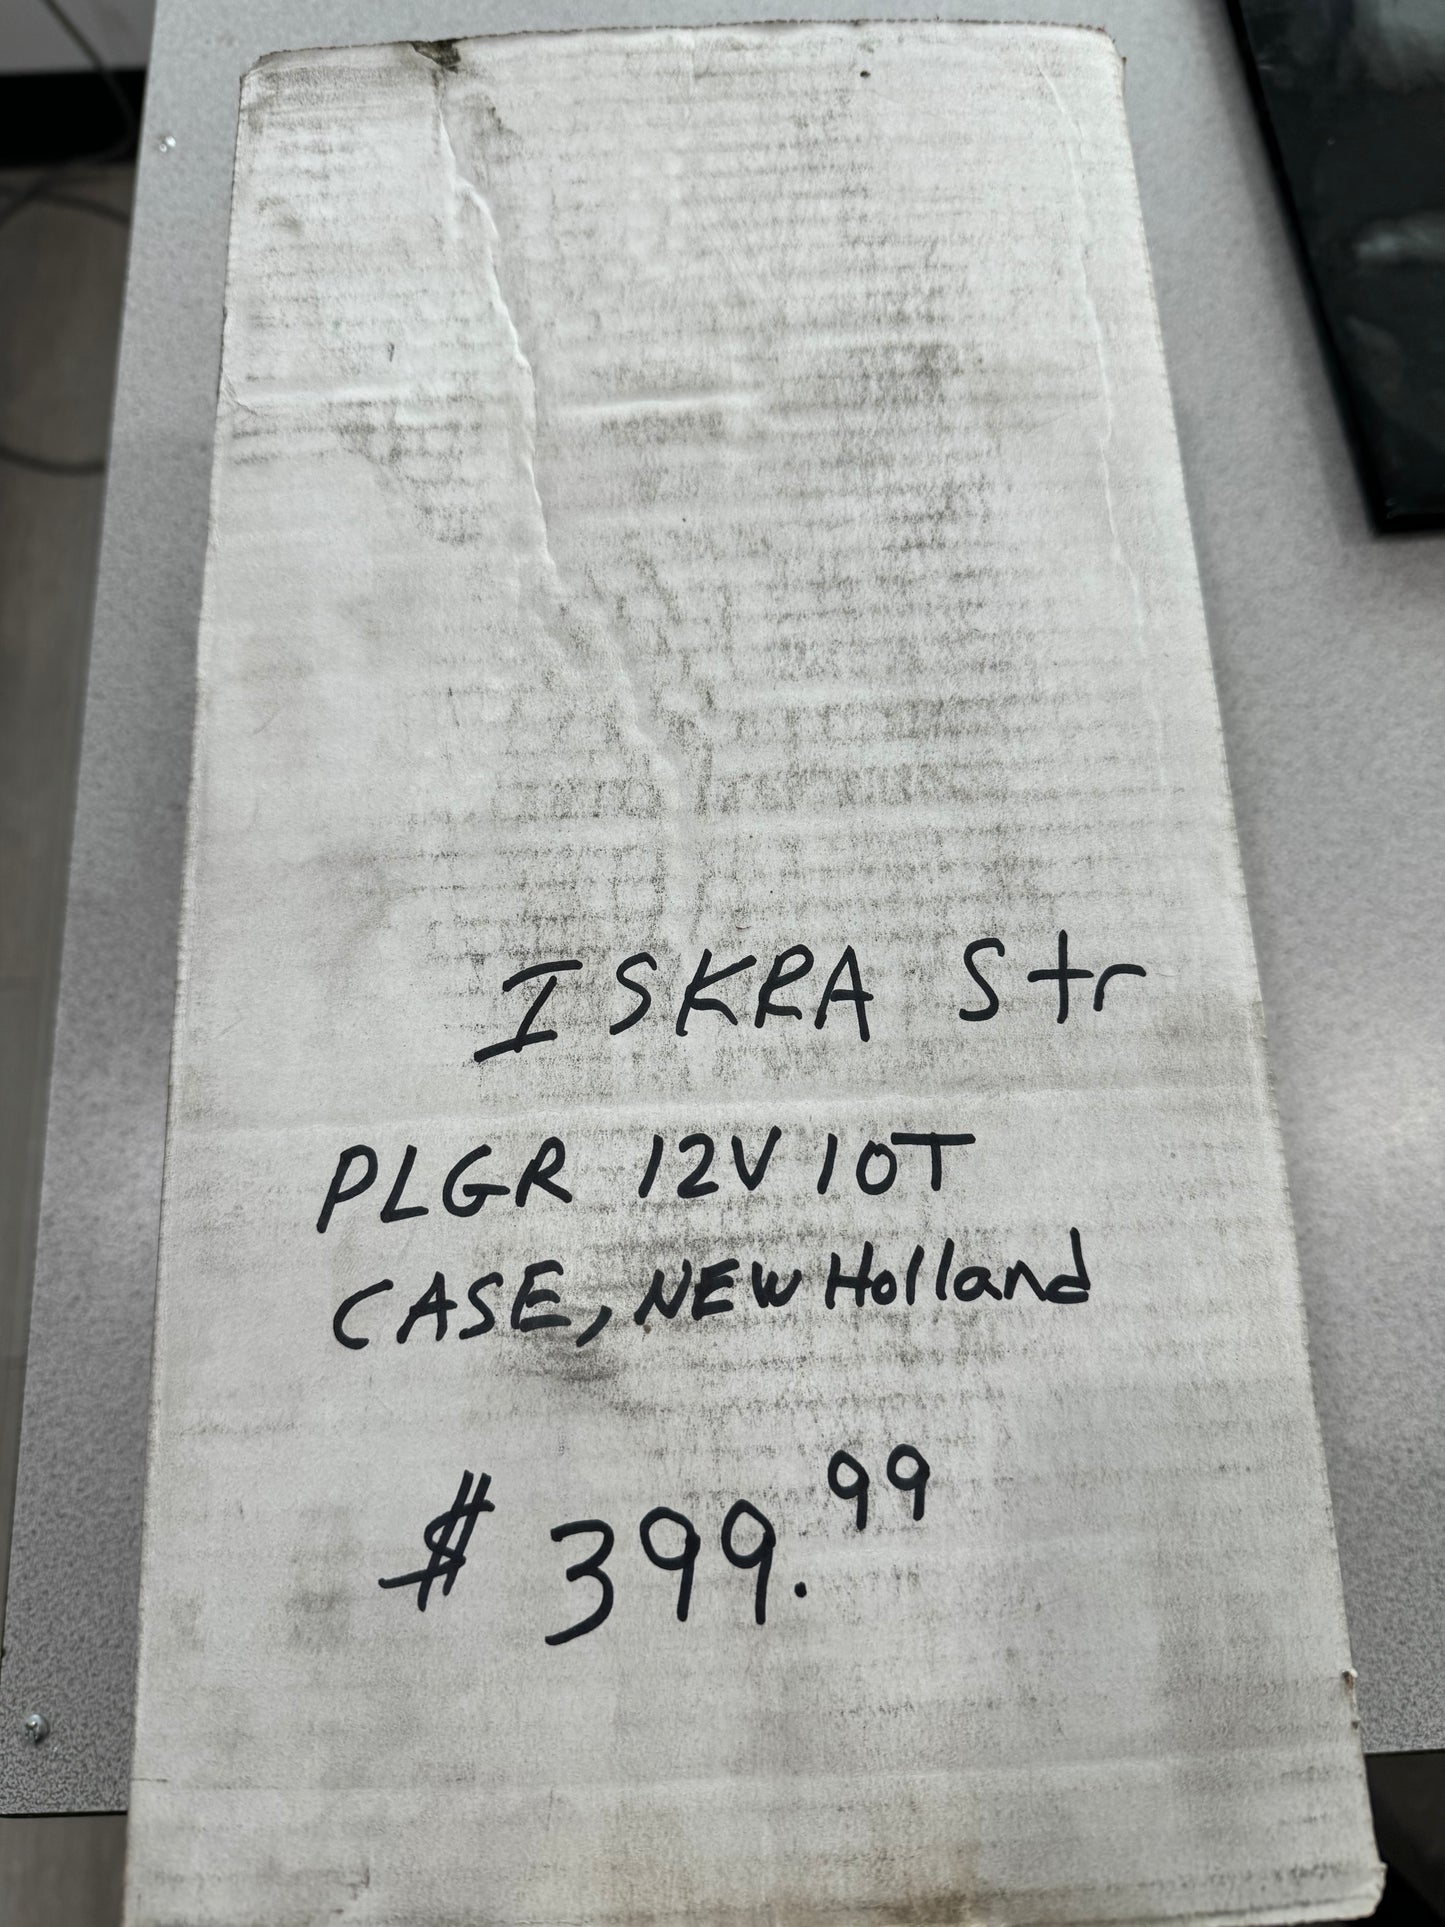 ISKRA Str
PLGR 12V 10T
CASE, NEW Holland
$ 399.99